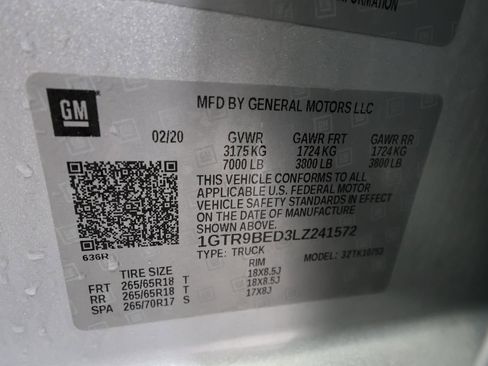 INFORMATION
GM
MFD BY GENERAL MOTORS LLC
02/20 GVWR GAWR FRT GAWR RR
3175 KG 1724 KG 1724 KG
7000 LB 3800 LB 3800 LB
THIS VEHICLE CONFORMS TO ALL
APPLICABLE U.S. FEDERAL MOTOR
VEHICLE SAFETY STANDARDS IN EFFECT
ON THE DATE OF MANUFACTURE
SHOWN ABOVE.
1GTR9BED3LZ241572
636R TYPE: TRUCK MODEL:
TIRE SIZE RIM
FRT 265/65R18 T 18X8.5J
RR 265/65R18 T 18X8.5J
SPA 265/70R17 S 17X8J